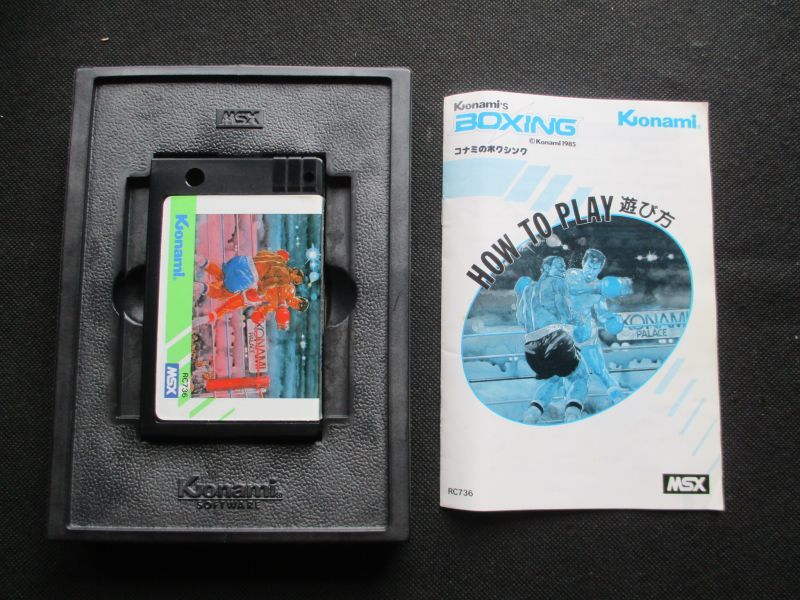 MSX
Konami®
KONAMI
PALACE
RC736
MSX
Konami®
SOFTWARE
Konami's
BOXING
Konami®
©Konami 1985
コナミのボクシング
HOW TO PLAY 遊び方
KONAMI
PALACE
RC736
MSX